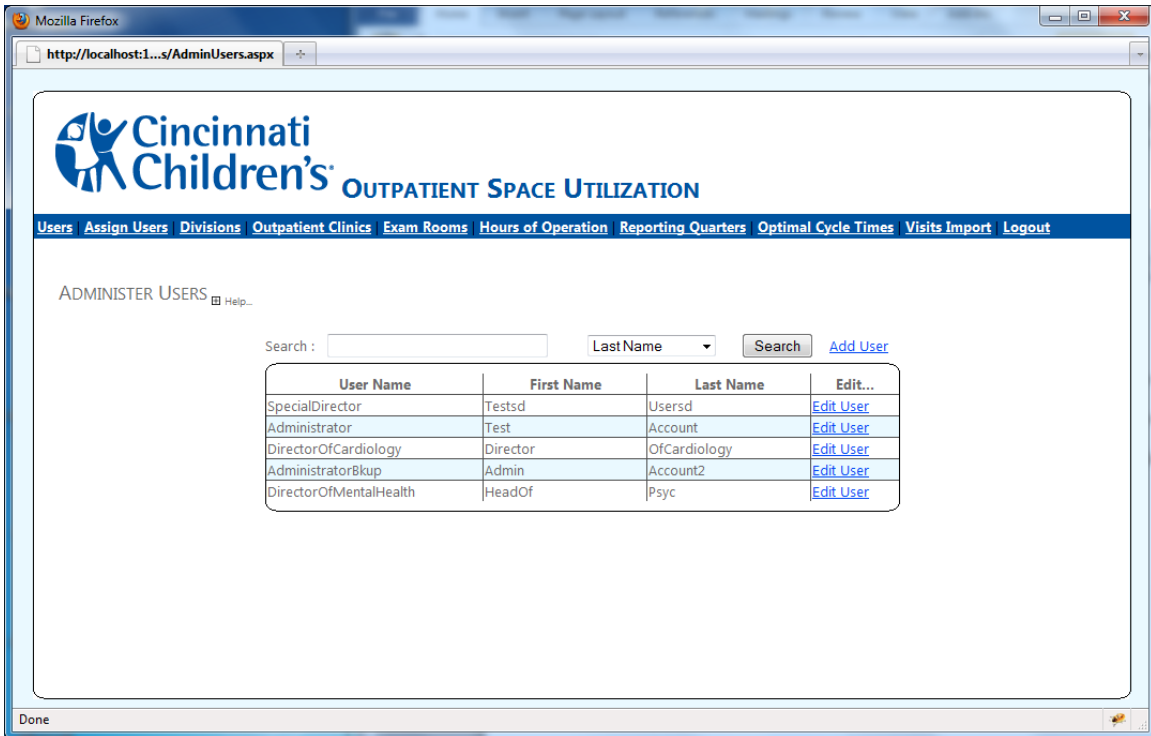 Mozilla Firefox
http://localhost:1...s/AdminUsers.aspx
Cincinnati
Children's
OUTPATIENT SPACE UTILIZATION
Users | Assign Users | Divisions | Outpatient Clinics | Exam Rooms | Hours of Operation | Reporting Quarters | Optimal Cycle Times | Visits Import | Logout
ADMINISTER USERS Help...
Search : Last Name Search Add User
User Name First Name Last Name Edit...
SpecialDirector Testsd Usersd Edit User
Administrator Test Account Edit User
DirectorOfCardiology Director OfCardiology Edit User
AdministratorBkup Admin Account2 Edit User
DirectorOfMentalHealth HeadOf Psyc Edit User
Done